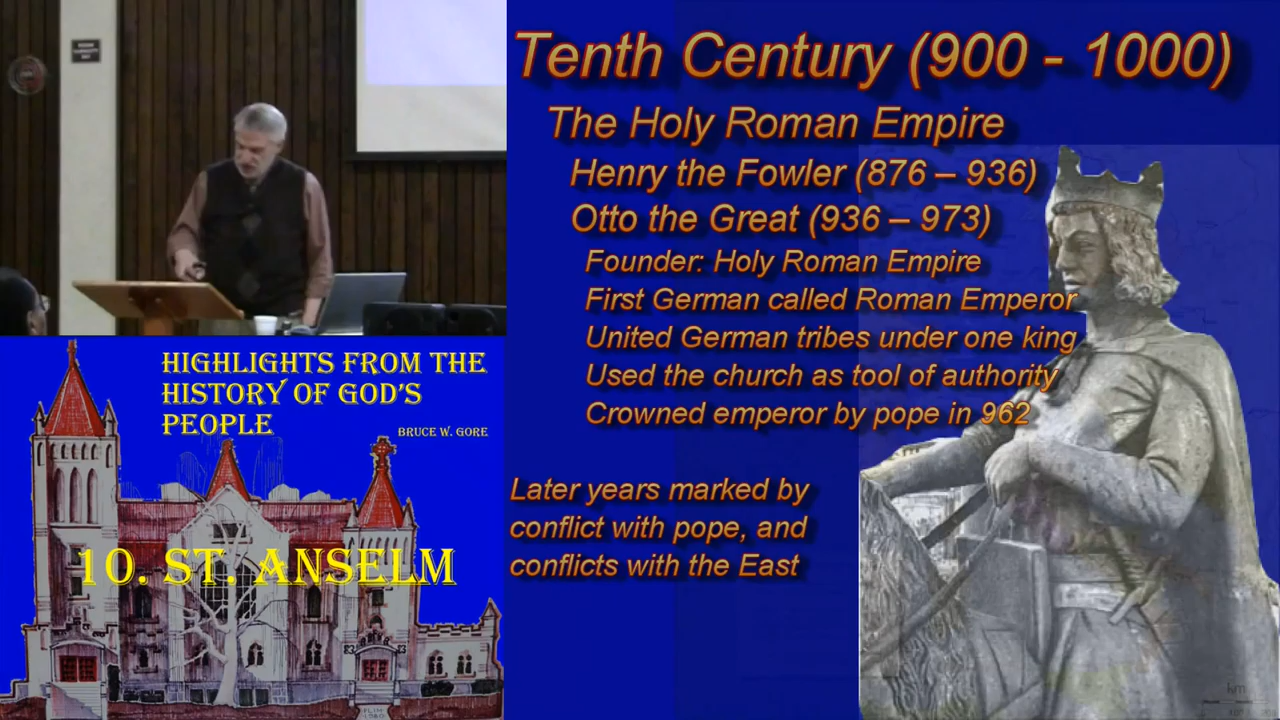 Tenth Century (900 - 1000)
The Holy Roman Empire
Henry the Fowler (876 – 936)
Otto the Great (936 – 973)
Founder: Holy Roman Empire
First German called Roman Emperor
United German tribes under one king
Used the church as tool of authority
Crowned emperor by pope in 962
Later years marked by
conflict with pope, and
conflicts with the East
HIGHLIGHTS FROM THE
HISTORY OF GOD'S
PEOPLE
BRUCE W. GORE
10. ST. ANSELM
km